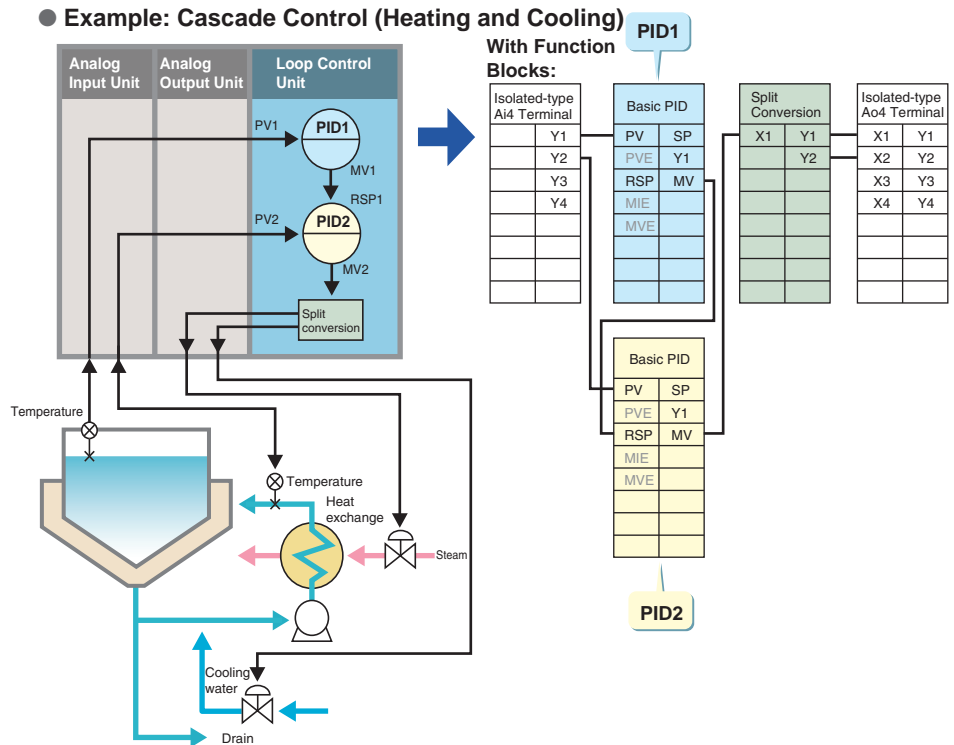 ● Example: Cascade Control (Heating and Cooling)
PID1
With Function
Blocks:
Analog
Input Unit
Analog
Output Unit
Loop Control
Unit
PV1
PID1
MV1
RSP1
PV2
PID2
MV2
Split
conversion
Isolated-type
Ai4 Terminal
Y1
Y2
Y3
Y4
Basic PID
PV SP
PVE Y1
RSP MV
MIE
MVE
Split
Conversion
X1 Y1
Y2
Isolated-type
Ao4 Terminal
X1 Y1
X2 Y2
X3 Y3
X4 Y4
Basic PID
PV SP
PVE Y1
RSP MV
MIE
MVE
PID2
Temperature
Temperature
Heat
exchange
Steam
Cooling
water
Drain